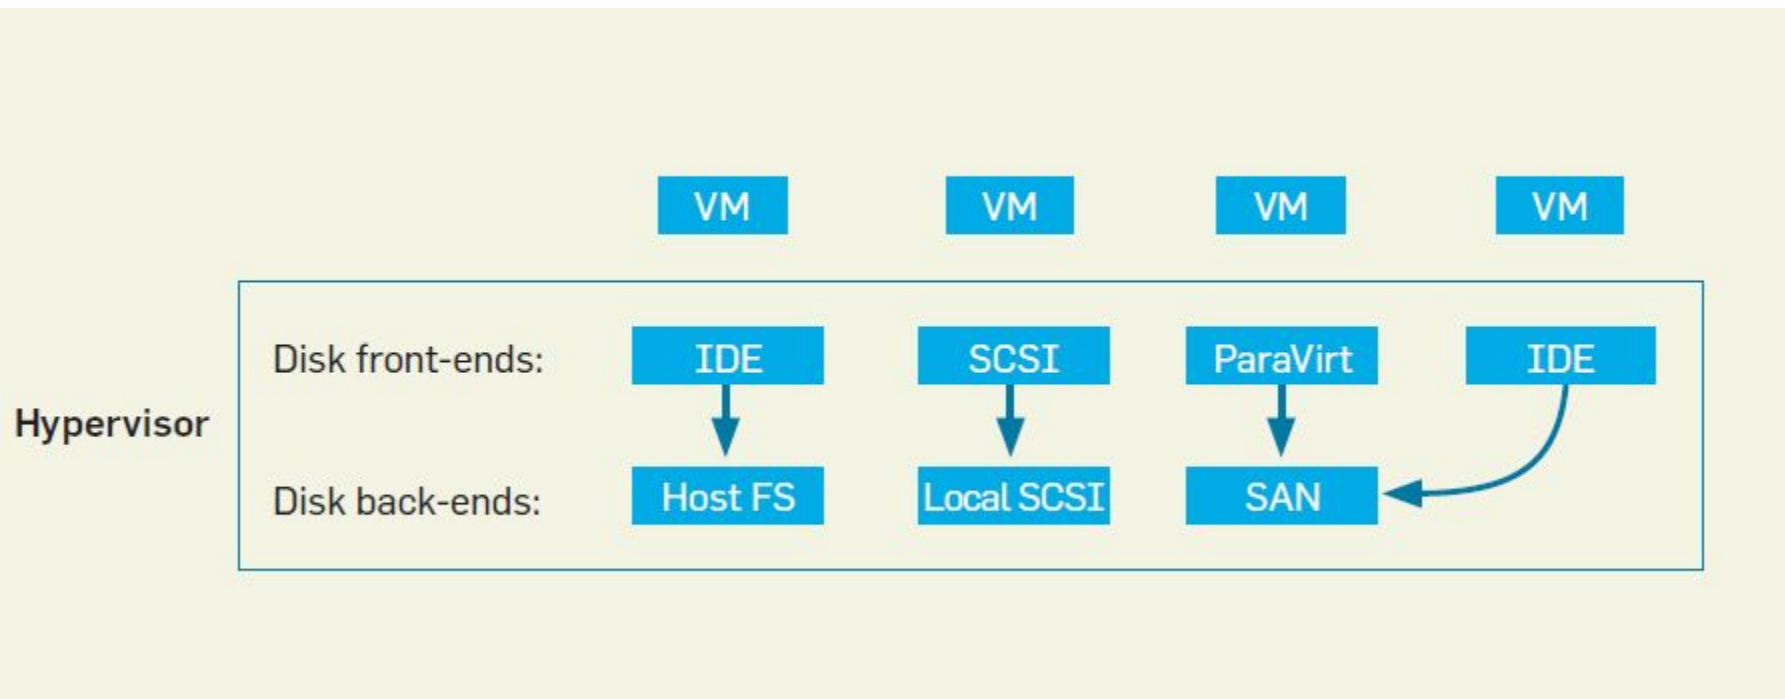 VM VM VM VM
Disk front-ends: IDE SCSI ParaVirt IDE
Hypervisor
Disk back-ends: Host FS Local SCSI SAN